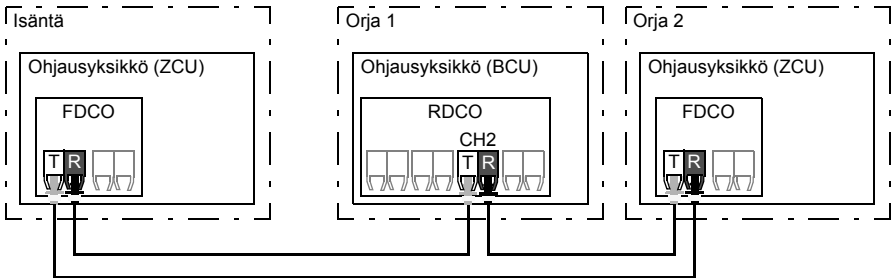 Isäntä
Orja 1
Orja 2
Ohjausyksikkö (ZCU)
Ohjausyksikkö (BCU)
Ohjausyksikkö (ZCU)
FDCO
RDCO
FDCO
CH2
T R
T R
T R